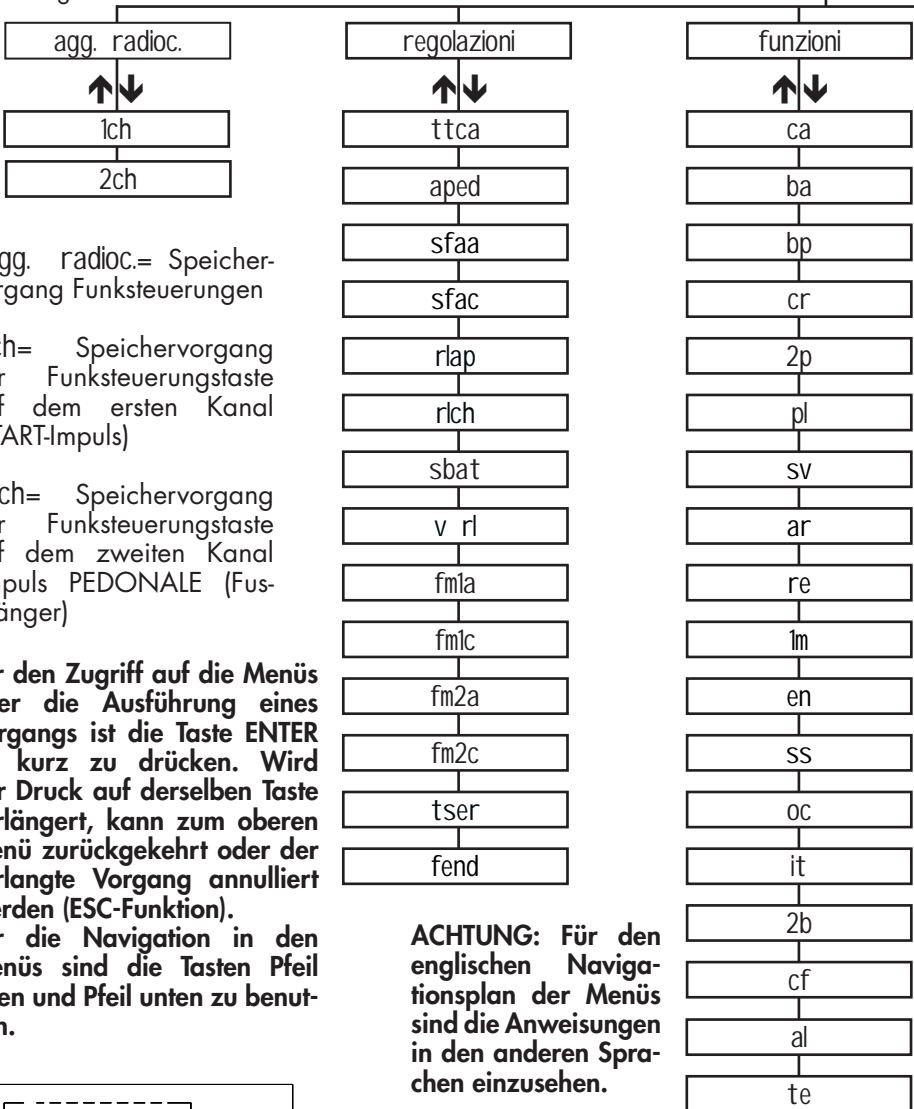 agg. radioc.
1ch
2ch
regolazioni
ttca
aped
sfaa
sfac
rlap
rlch
sbat
v rl
fm1a
fm1c
fm2a
fm2c
tser
fend
funzioni
ca
ba
bp
cr
2p
pl
sv
ar
re
1m
en
ss
oc
it
2b
cf
al
te
gg. radioc.= Speicher-
rgang Funksteuerungen
h= Speichervorgang
r Funksteuerungstaste
f dem ersten Kanal
TART-Impuls)
ch= Speichervorgang
r Funksteuerungstaste
f dem zweiten Kanal
puls PEDONALE (Fus-
änger)
r den Zugriff auf die Menüs
er die Ausführung eines
rgangs ist die Taste ENTER
kurz zu drücken. Wird
r Druck auf derselben Taste
rlängert, kann zum oberen
enü zurückgekehrt oder der
rlangte Vorgang annulliert
erden (ESC-Funktion).
r die Navigation in den
enüs sind die Tasten Pfeil
en und Pfeil unten zu benut-
n.
ACHTUNG: Für den
englischen Naviga-
tionsplan der Menüs
sind die Anweisungen
in den anderen Spra-
chen einzusehen.